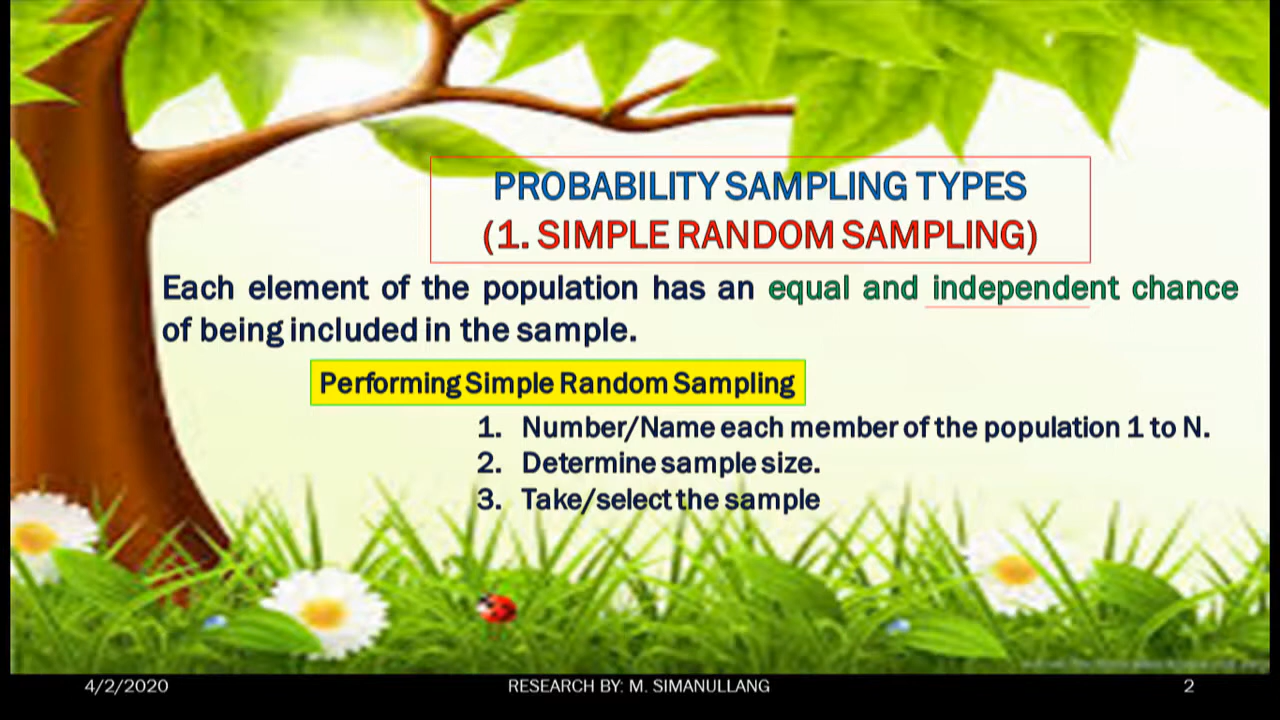 PROBABILITY SAMPLING TYPES
(1. SIMPLE RANDOM SAMPLING)
Each element of the population has an equal and independent chance
of being included in the sample.
Performing Simple Random Sampling
1. Number/Name each member of the population 1 to N.
2. Determine sample size.
3. Take/select the sample
4/2/2020 RESEARCH BY: M. SIMANULLANG 2